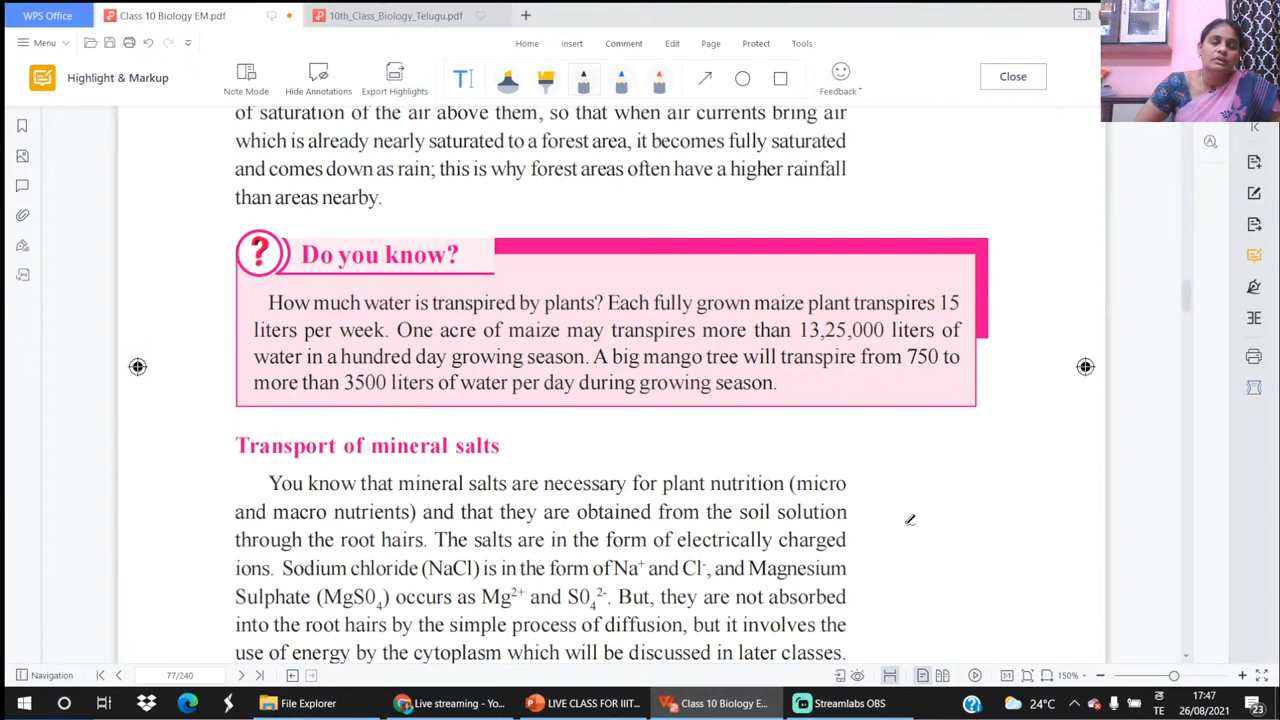 WPS Office
Class 10 Biology EM.pdf
10th_Class_Biology_Telugu.pdf
+
2
Menu
Home
Insert
Comment
Edit
Page
Protect
Tools
Highlight & Markup
Note Mode
Hide Annotations
Export Highlights
T
Feedback
Close
of saturation of the air above them, so that when air currents bring air
which is already nearly saturated to a forest area, it becomes fully saturated
and comes down as rain; this is why forest areas often have a higher rainfall
than areas nearby.
? Do you know?
How much water is transpired by plants? Each fully grown maize plant transpires 15
liters per week. One acre of maize may transpires more than 13,25,000 liters of
water in a hundred day growing season. A big mango tree will transpire from 750 to
more than 3500 liters of water per day during growing season.
Transport of mineral salts
You know that mineral salts are necessary for plant nutrition (micro
and macro nutrients) and that they are obtained from the soil solution
through the root hairs. The salts are in the form of electrically charged
ions. Sodium chloride (NaCl) is in the form of Na⁺ and Cl⁻, and Magnesium
Sulphate (MgS0₄) occurs as Mg²⁺ and S0₄²⁻. But, they are not absorbed
into the root hairs by the simple process of diffusion, but it involves the
use of energy by the cytoplasm which will be discussed in later classes.
Navigation
77/240
150%
File Explorer
Live streaming - Yo...
LIVE CLASS FOR IIIT...
Class 10 Biology E...
Streamlabs OBS
24°C
17:47
26/08/2021
23